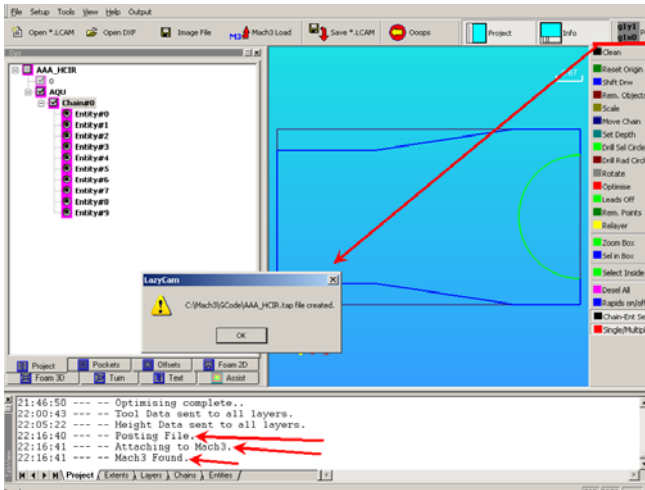 File Setup Tools View Help Output
Open *.LCAM Open DXF Image File M3 Mach3 Load Save *.LCAM Ooops Project Info
g1y1
g1x0
AAA_HCIR
0
AQU
Chain#0
Entity#0
Entity#1
Entity#2
Entity#3
Entity#4
Entity#5
Entity#6
Entity#7
Entity#8
Entity#9
Clean
Reset Origin
Shift Drw
Rem. Objects
Scale
Move Chain
Set Depth
Drill Sel Circle
Drill Rad Circl
Rotate
Optimise
Leads Off
Rem. Points
Relayer
Zoom Box
Sel in Box
Select Inside
Desel All
Rapids on/off
Chain-Ent Se
Single/Multipl
LazyCam
C:\Mach3\GCode\AAA_HCIR.tap file created.
OK
Project Pockets Offsets Foam 2D
Foam 3D Turn Text Assist
21:46:50 --- -- Optimising complete..
22:00:43 --- -- Tool Data sent to all layers.
22:05:22 --- -- Height Data sent to all layers.
22:16:40 --- -- Posting File.
22:16:41 --- -- Attaching to Mach3.
22:16:41 --- -- Mach3 Found.
Project Extents Layers Chains Entities